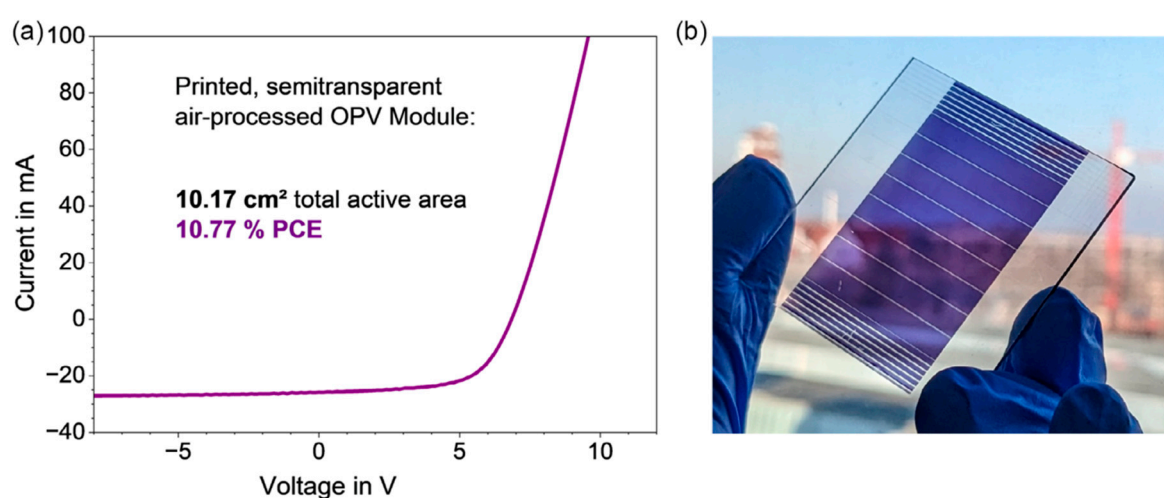 (a)
100
80
60
40
20
0
−20
−40
Current in mA
Printed, semitransparent
air-processed OPV Module:
10.17 cm² total active area
10.77 % PCE
−5
0
5
10
Voltage in V
(b)